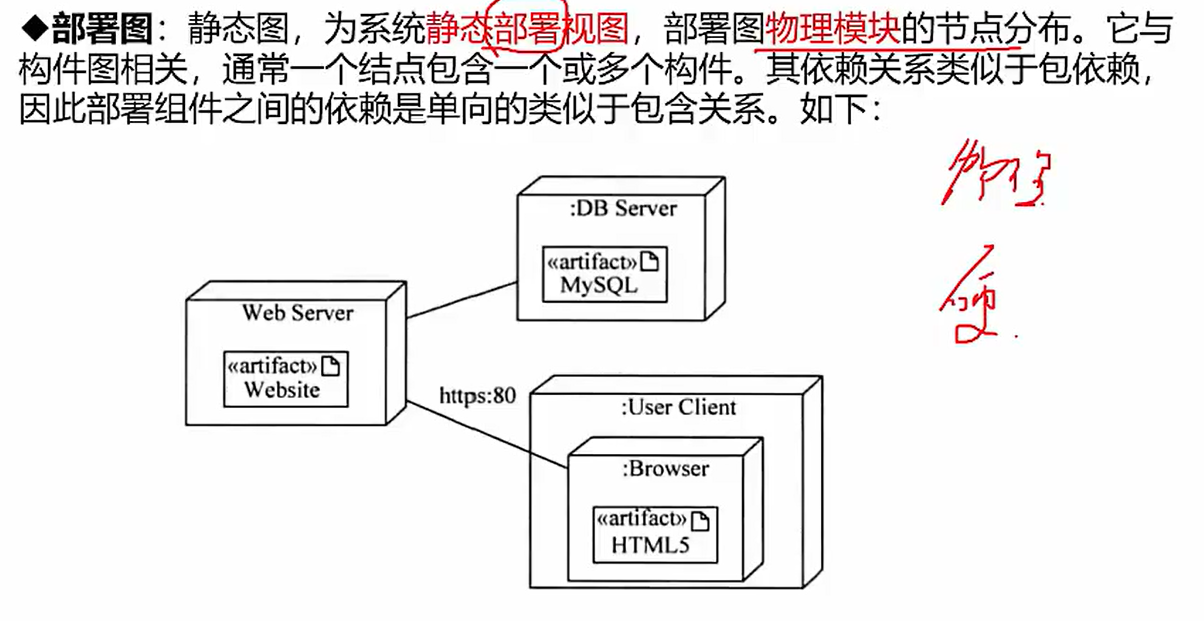 ◆部署图：静态图，为系统静态部署视图，部署图物理模块的节点分布。它与
构件图相关，通常一个结点包含一个或多个构件。其依赖关系类似于包依赖，
因此部署组件之间的依赖是单向的类似于包含关系。如下：
:DB Server
«artifact»
MySQL
Web Server
«artifact»
Website
https:80
:User Client
:Browser
«artifact»
HTML5
硬